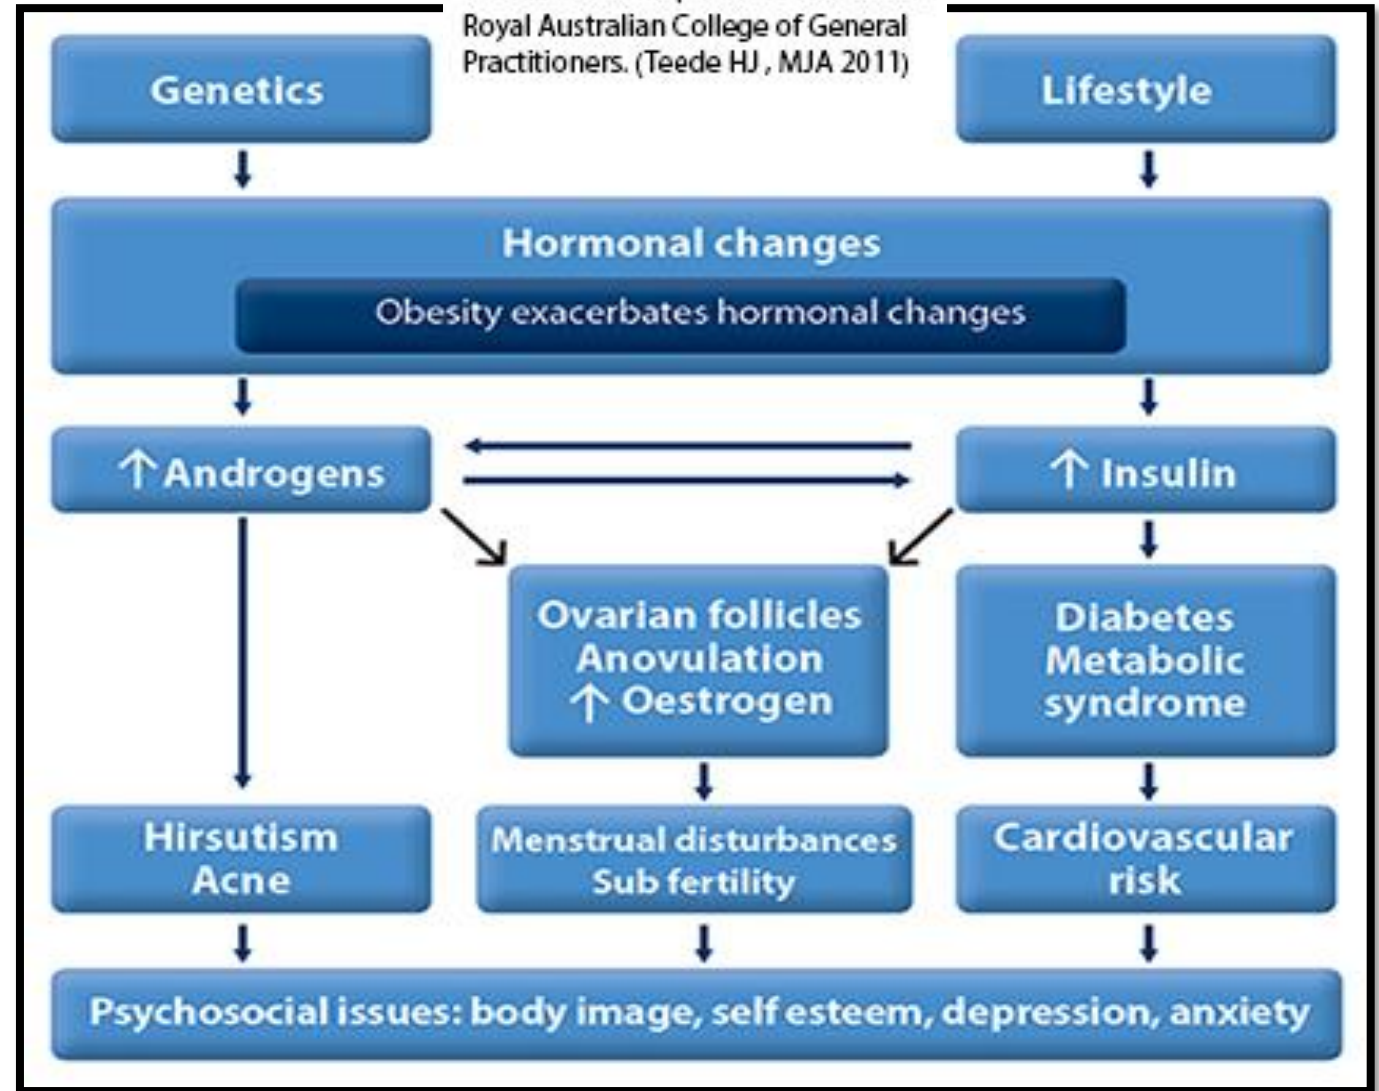 Royal Australian College of General
Practitioners. (Teede HJ , MJA 2011)
Genetics
Lifestyle
Hormonal changes
Obesity exacerbates hormonal changes
↑ Androgens
↑ Insulin
Ovarian follicles
Anovulation
↑ Oestrogen
Diabetes
Metabolic
syndrome
Hirsutism
Acne
Menstrual disturbances
Sub fertility
Cardiovascular
risk
Psychosocial issues: body image, self esteem, depression, anxiety